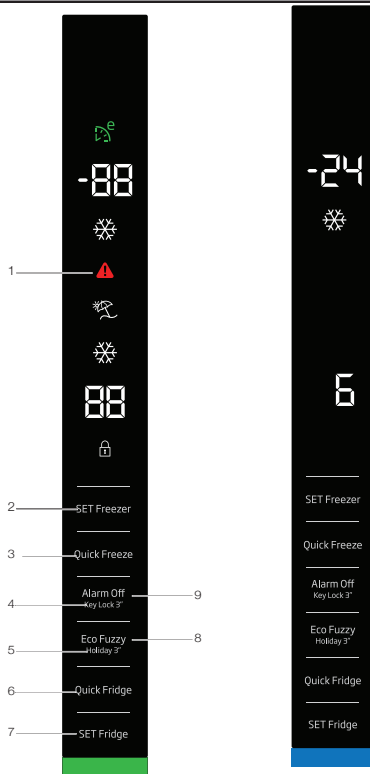 e
-88
1
88
2
SET Freezer
3
Quick Freeze
Alarm Off
9
4
Key Lock 3"
Eco Fuzzy
8
5
Holiday 3"
6
Quick Fridge
7
SET Fridge
-24
6
SET Freezer
Quick Freeze
Alarm Off
Key Lock 3"
Eco Fuzzy
Holiday 3"
Quick Fridge
SET Fridge